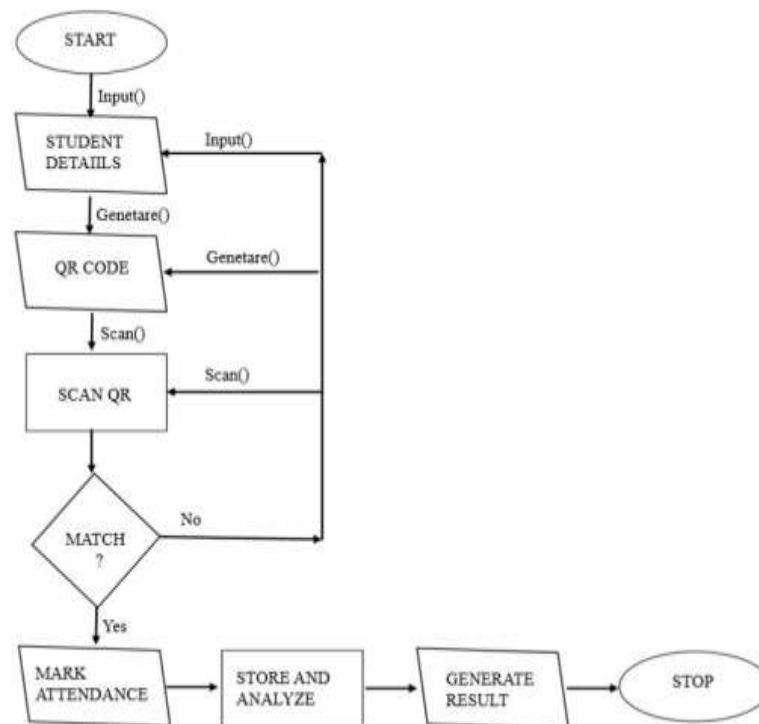 START
Input()
STUDENT
DETAIILS
Input()
Genetare()
QR CODE
Genetare()
Scan()
SCAN QR
Scan()
No
MATCH
?
Yes
MARK
ATTENDANCE
STORE AND
ANALYZE
GENERATE
RESULT
STOP